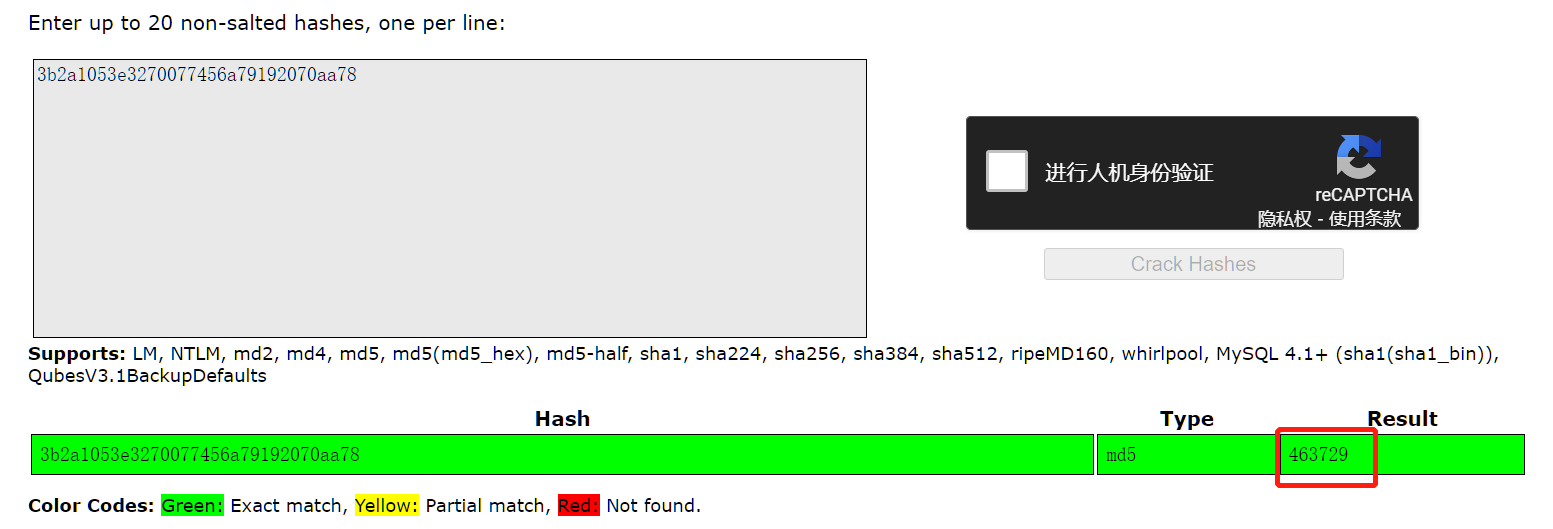 Enter up to 20 non-salted hashes, one per line:
3b2a1053e3270077456a79192070aa78
进行人机身份验证
reCAPTCHA
隐私权 - 使用条款
Crack Hashes
Supports: LM, NTLM, md2, md4, md5, md5(md5_hex), md5-half, sha1, sha224, sha256, sha384, sha512, ripeMD160, whirlpool, MySQL 4.1+ (sha1(sha1_bin)),
QubesV3.1BackupDefaults
Hash Type Result
3b2a1053e3270077456a79192070aa78 md5 463729
Color Codes: Green: Exact match, Yellow: Partial match, Red: Not found.